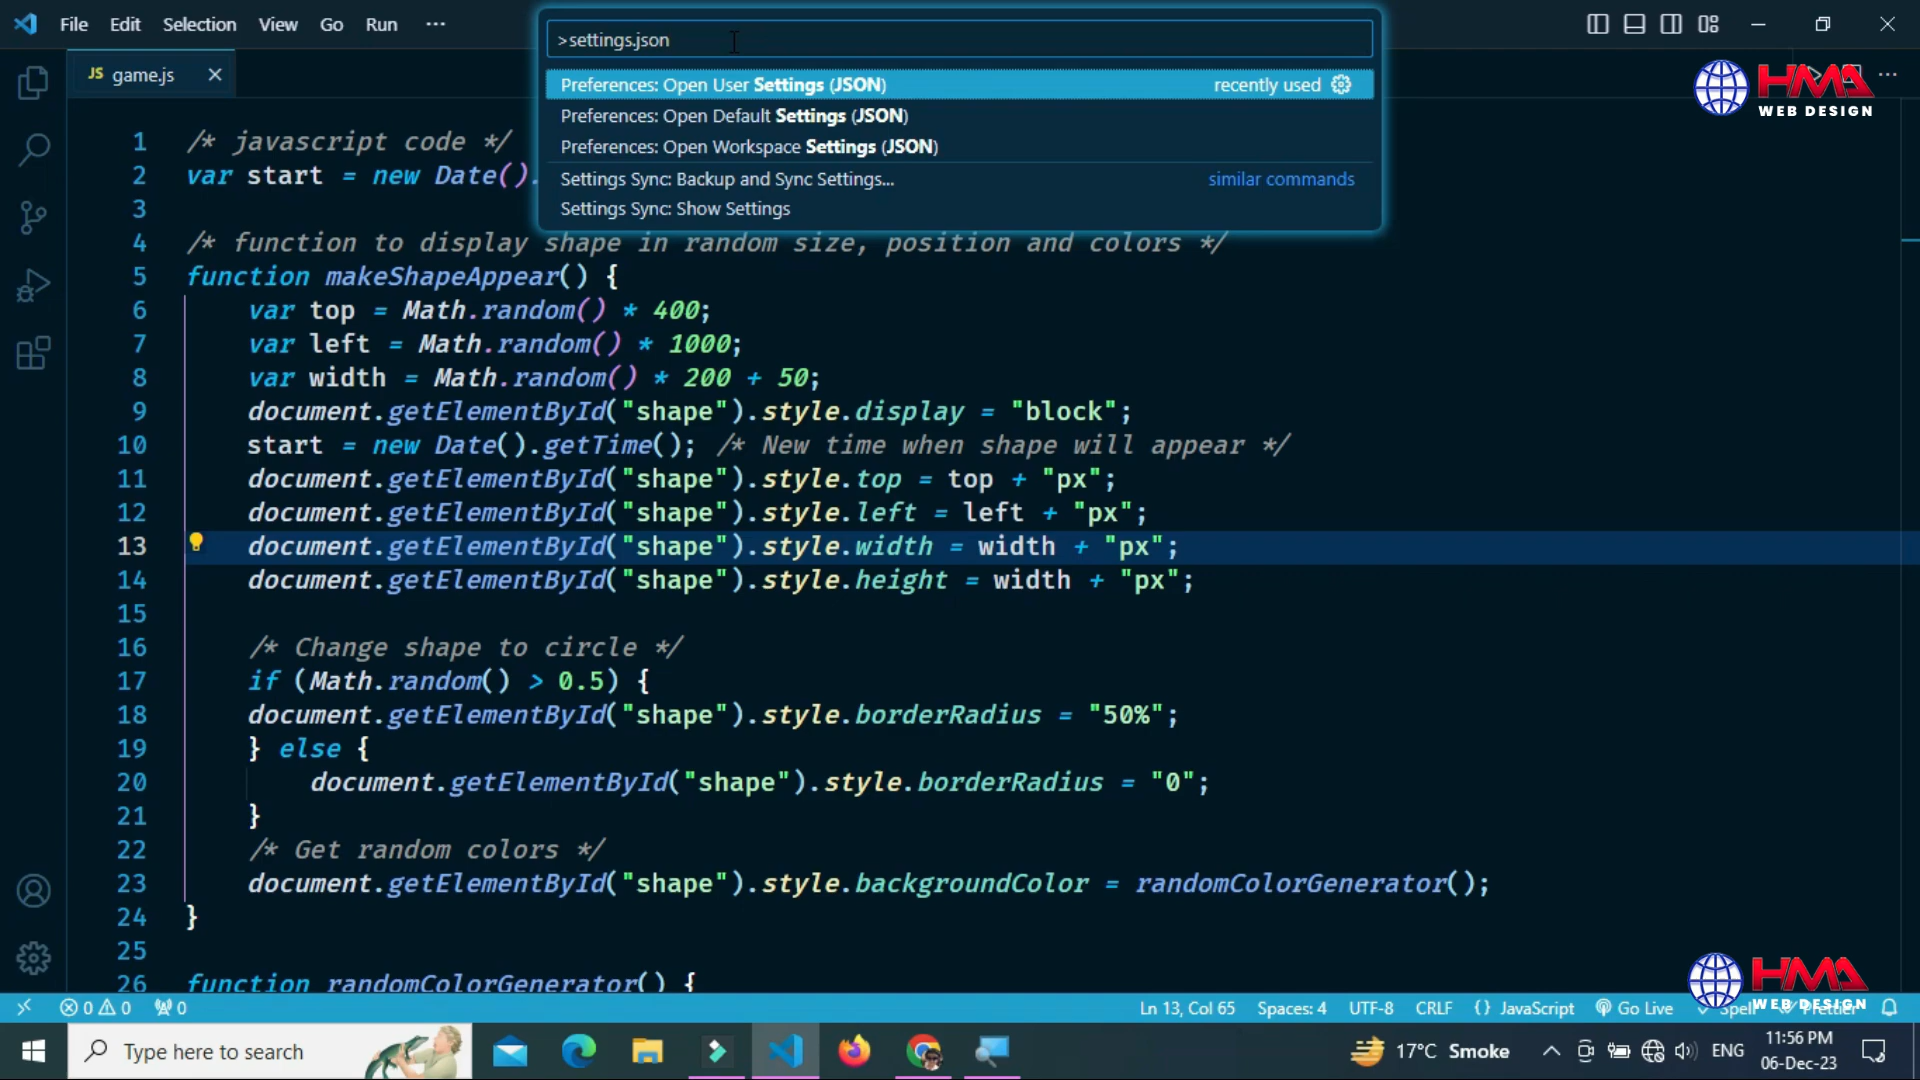 File Edit Selection View Go Run ···
>settings.json
Preferences: Open User Settings (JSON) recently used
Preferences: Open Default Settings (JSON)
Preferences: Open Workspace Settings (JSON)
Settings Sync: Backup and Sync Settings... similar commands
Settings Sync: Show Settings
JS game.js
HMA
WEB DESIGN
1 /* javascript code */
2 var start = new Date().
3
4 /* function to display shape in random size, position and colors */
5 function makeShapeAppear() {
6 var top = Math.random() * 400;
7 var left = Math.random() * 1000;
8 var width = Math.random() * 200 + 50;
9 document.getElementById("shape").style.display = "block";
10 start = new Date().getTime(); /* New time when shape will appear */
11 document.getElementById("shape").style.top = top + "px";
12 document.getElementById("shape").style.left = left + "px";
13 document.getElementById("shape").style.width = width + "px";
14 document.getElementById("shape").style.height = width + "px";
15
16 /* Change shape to circle */
17 if (Math.random() > 0.5) {
18 document.getElementById("shape").style.borderRadius = "50%";
19 } else {
20 document.getElementById("shape").style.borderRadius = "0";
21 }
22 /* Get random colors */
23 document.getElementById("shape").style.backgroundColor = randomColorGenerator();
24 }
25
26 function randomColorGenerator() {
HMA
WEB DESIGN
0 0 0 Ln 13, Col 65 Spaces: 4 UTF-8 CRLF {} JavaScript Go Live Spell Prettier
Type here to search 17°C Smoke ENG 11:56 PM
06-Dec-23